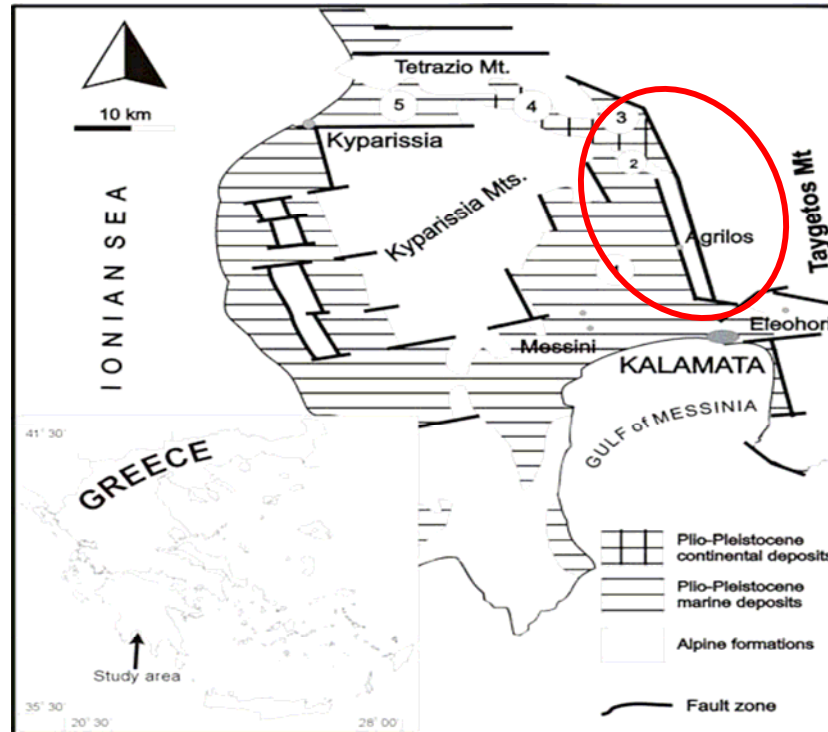 10 km
Tetrazio Mt.
5
4
3
2
Kyparissia
Kyparissia Mts.
Taygetos Mt
Agrilos
IONIAN SEA
Messini
Eleohori
KALAMATA
GULF of MESSINIA
41° 30'
GREECE
Study area
35° 30'
20° 30'
28° 00'
Plio-Pleistocene
continental deposits
Plio-Pleistocene
marine deposits
Alpine formations
Fault zone